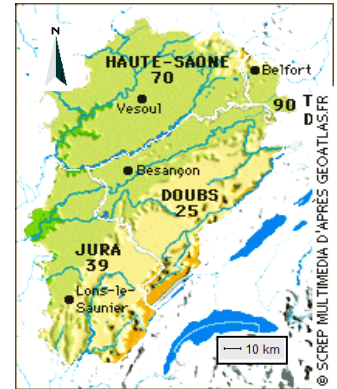 N
HAUTE-SAONE
70
Belfort
Vesoul
90 T
D
Besançon
DOUBS
25
JURA
39
Lons-le-
Saunier
10 km
© SCREP MULTIMEDIA D'APRÈS GEOATLAS.FR